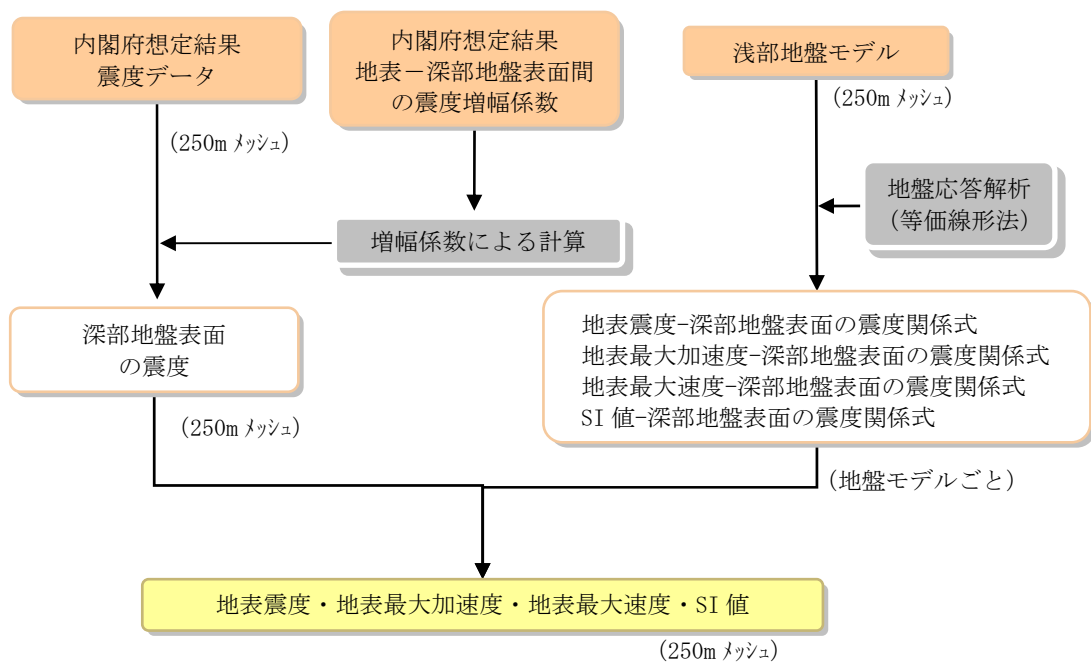 内閣府想定結果
震度データ
(250m メッシュ)
内閣府想定結果
地表－深部地盤表面間
の震度増幅係数
浅部地盤モデル
(250m メッシュ)
地盤応答解析
(等価線形法)
増幅係数による計算
深部地盤表面
の震度
(250m メッシュ)
地表震度-深部地盤表面の震度関係式
地表最大加速度-深部地盤表面の震度関係式
地表最大速度-深部地盤表面の震度関係式
SI 値-深部地盤表面の震度関係式
(地盤モデルごと)
地表震度・地表最大加速度・地表最大速度・SI 値
(250m メッシュ)